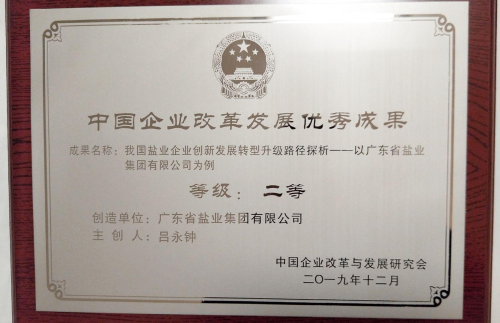 中国企业改革发展优秀成果
成果名称：我国盐业企业创新发展转型升级路径探析——以广东省盐业
集团有限公司为例
等级：二等
创造单位：广东省盐业集团有限公司
主创人：吕永钟
中国企业改革与发展研究会
二〇一九年十二月